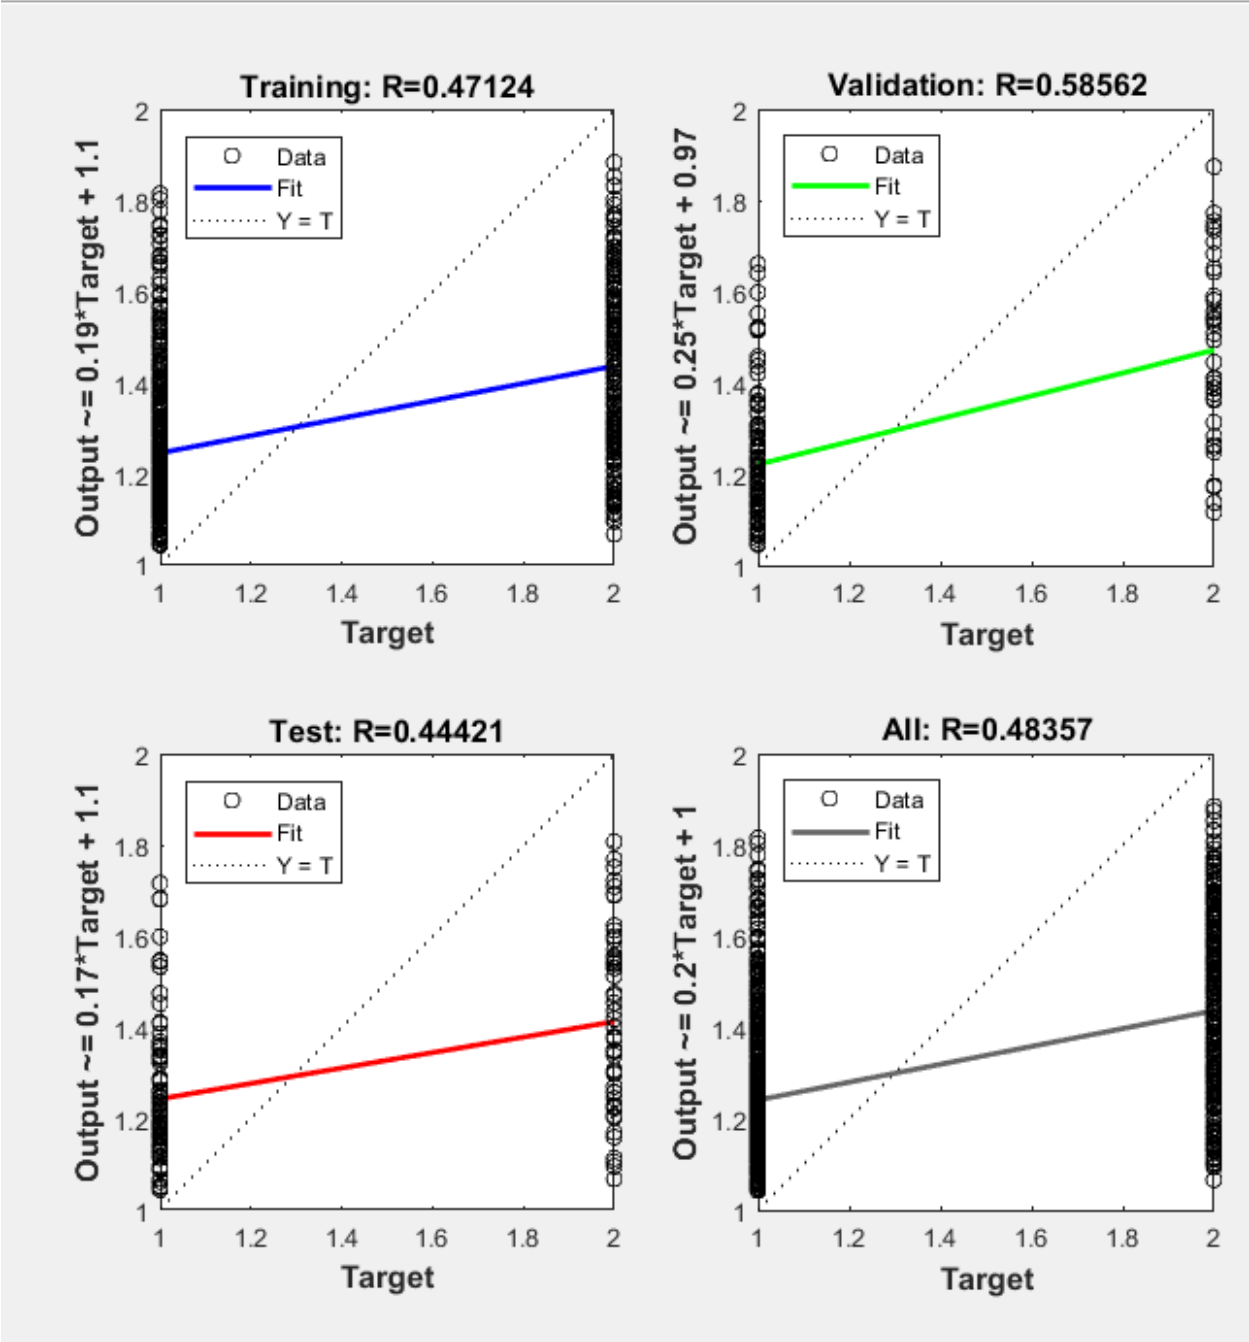 Training: R=0.47124
Output ~= 0.19*Target + 1.1
2
1.8
1.6
1.4
1.2
1
Data
Fit
Y = T
1
1.2
1.4
1.6
1.8
2
Target
Validation: R=0.58562
Output ~= 0.25*Target + 0.97
2
1.8
1.6
1.4
1.2
1
Data
Fit
Y = T
1
1.2
1.4
1.6
1.8
2
Target
Test: R=0.44421
Output ~= 0.17*Target + 1.1
2
1.8
1.6
1.4
1.2
1
Data
Fit
Y = T
1
1.2
1.4
1.6
1.8
2
Target
All: R=0.48357
Output ~= 0.2*Target + 1
2
1.8
1.6
1.4
1.2
1
Data
Fit
Y = T
1
1.2
1.4
1.6
1.8
2
Target